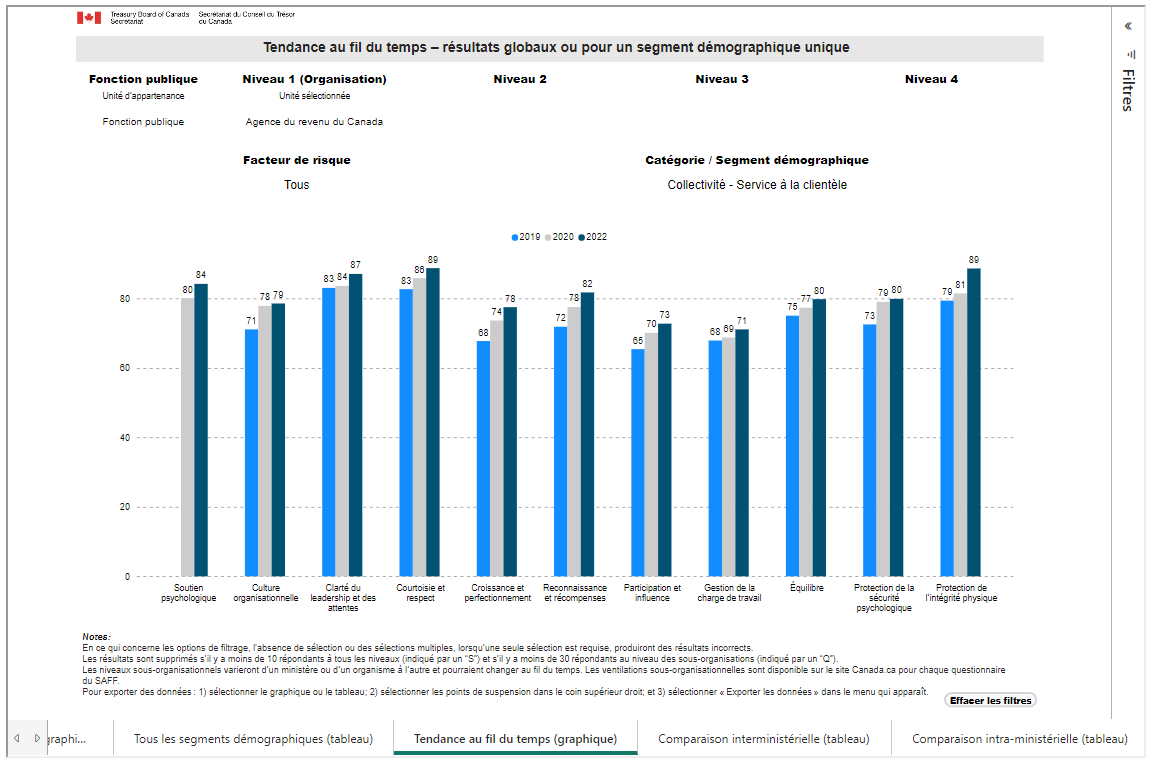 Treasury Board of Canada Secrétariat du Conseil du Trésor
Secretariat du Canada
Tendance au fil du temps – résultats globaux ou pour un segment démographique unique
Fonction publique Niveau 1 (Organisation) Niveau 2 Niveau 3 Niveau 4
Unité d'appartenance Unité sélectionnée
Fonction publique Agence du revenu du Canada
Facteur de risque Catégorie / Segment démographique
Tous Collectivité - Service à la clientèle
2019 2020 2022
80 84
71 78 79
83 84 87
83 86 89
68 74 78
72 78 82
65 70 73
68 69 71
75 77 80
73 79 80
79 81 89
80
60
40
20
0
Soutien
psychologique
Culture
organisationnelle
Clarté du
leadership et des
attentes
Courtoisie et
respect
Croissance et
perfectionnement
Reconnaissance
et récompenses
Participation et
influence
Gestion de la
charge de travail
Équilibre
Protection de la
sécurité
psychologique
Protection de
l'intégrité physique
Notes:
En ce qui concerne les options de filtrage, l'absence de sélection ou des sélections multiples, lorsqu'une seule sélection est requise, produiront des résultats incorrects.
Les résultats sont supprimés s'il y a moins de 10 répondants à tous les niveaux (indiqué par un "S") et s'il y a moins de 30 répondants au niveau des sous-organisations (indiqué par un "Q").
Les niveaux sous-organisationnels varieront d'un ministère ou d'un organisme à l'autre et pourraient changer au fil du temps. Les ventilations sous-organisationnelles sont disponible sur le site Canada.ca pour chaque questionnaire
du SAFF.
Pour exporter des données : 1) sélectionner le graphique ou le tableau; 2) sélectionner les points de suspension dans le coin supérieur droit; et 3) sélectionner « Exporter les données » dans le menu qui apparaît.
Effacer les filtres
Filtres
graphi... Tous les segments démographiques (tableau) Tendance au fil du temps (graphique) Comparaison interministérielle (tableau) Comparaison intra-ministérielle (tableau)